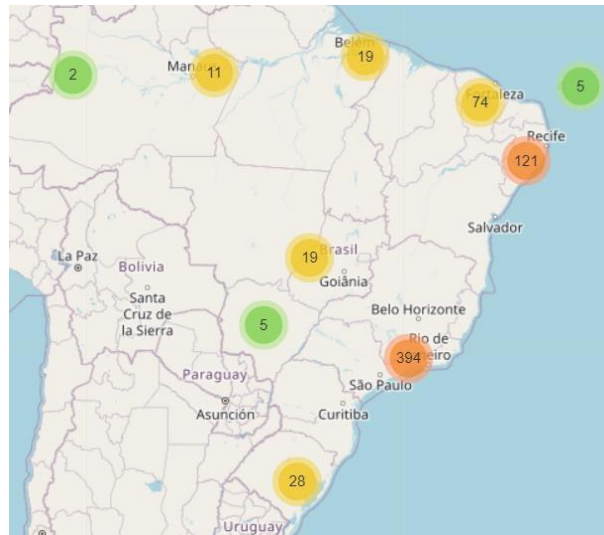 Belém
19
2
Manaus
11
5
74
Fortaleza
Recife
121
Salvador
La Paz
Bolivia
Brasil
19
Goiânia
Santa
Cruz de
la Sierra
5
Belo Horizonte
Rio de
Janeiro
394
Paraguay
São Paulo
Asunción
Curitiba
28
Uruguay